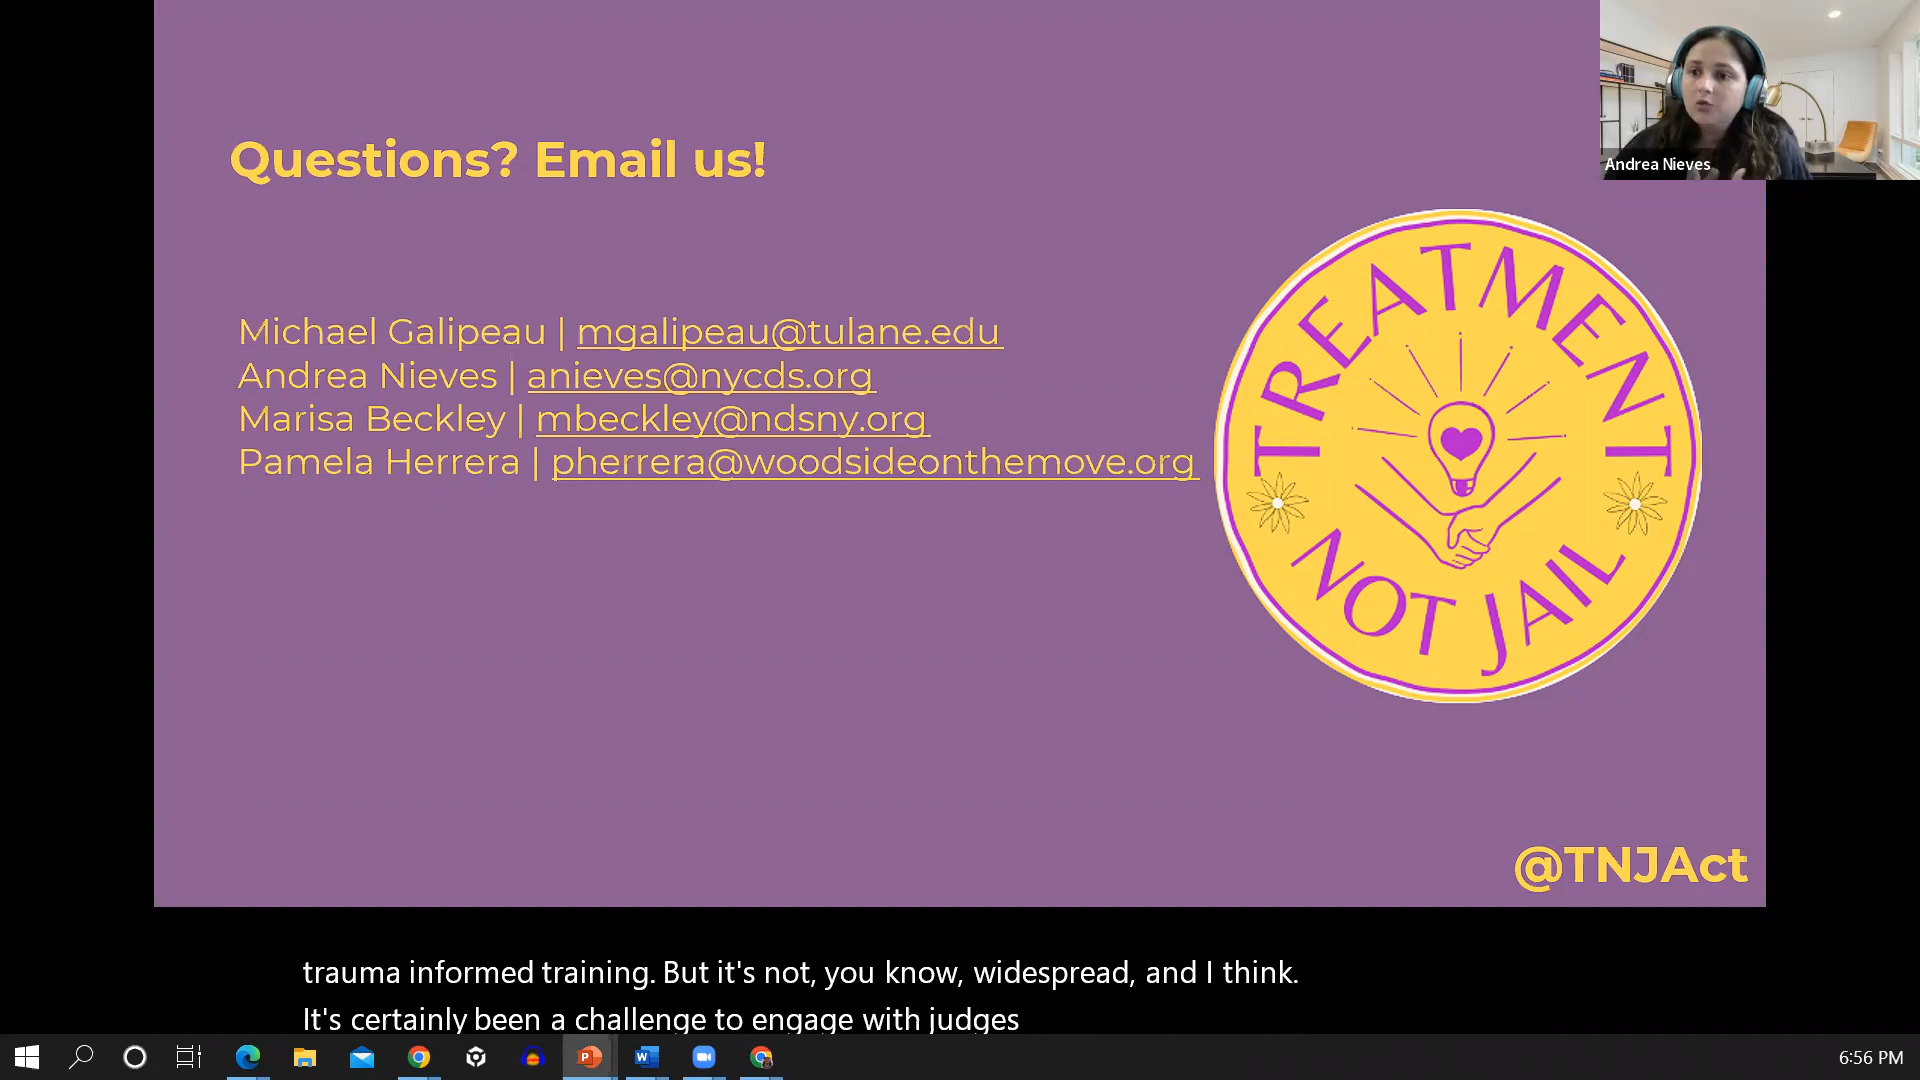 Questions? Email us!
Andrea Nieves
Michael Galipeau | mgalipeau@tulane.edu
Andrea Nieves | anieves@nycds.org
Marisa Beckley | mbeckley@ndsny.org
Pamela Herrera | pherrera@woodsideonthemove.org
TREATMENT
NOT JAIL
@TNJAct
trauma informed training. But it's not, you know, widespread, and I think.
It's certainly been a challenge to engage with judges
6:56 PM